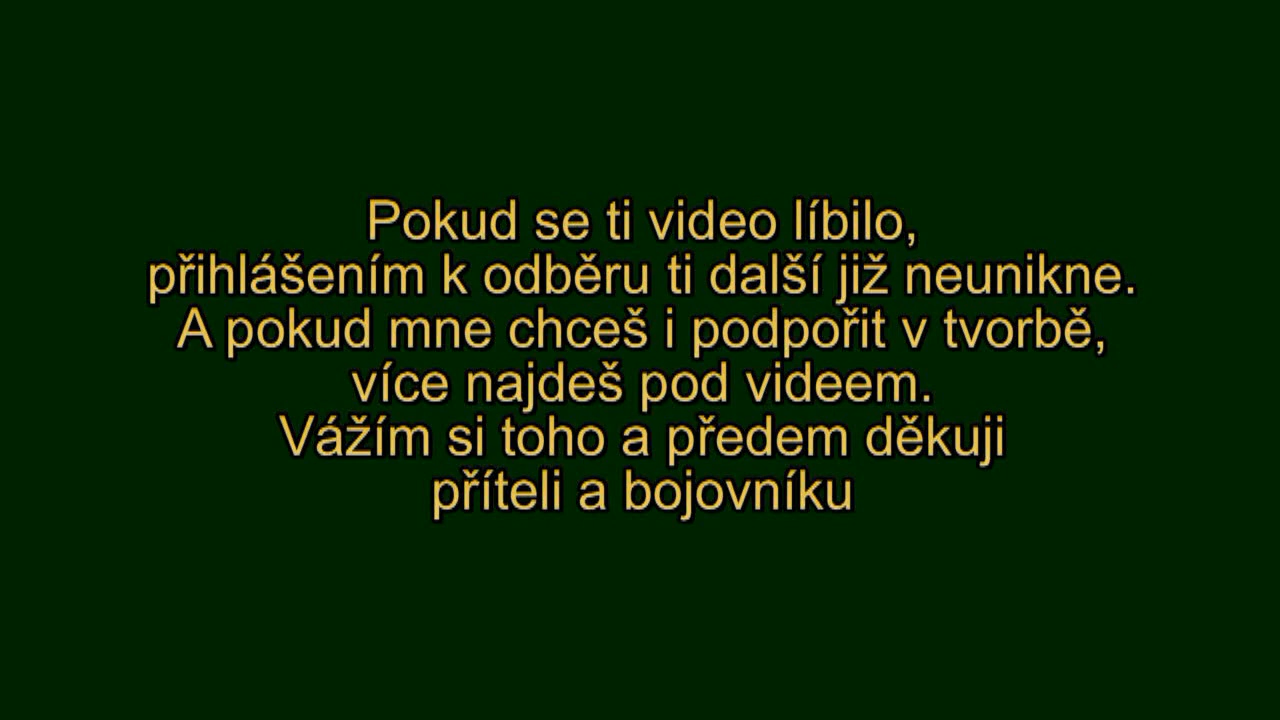 Pokud se ti video líbilo,
přihlášením k odběru ti další již neunikne.
A pokud mne chceš i podpořit v tvorbě,
více najdeš pod videem.
Vážím si toho a předem děkuji
příteli a bojovníku